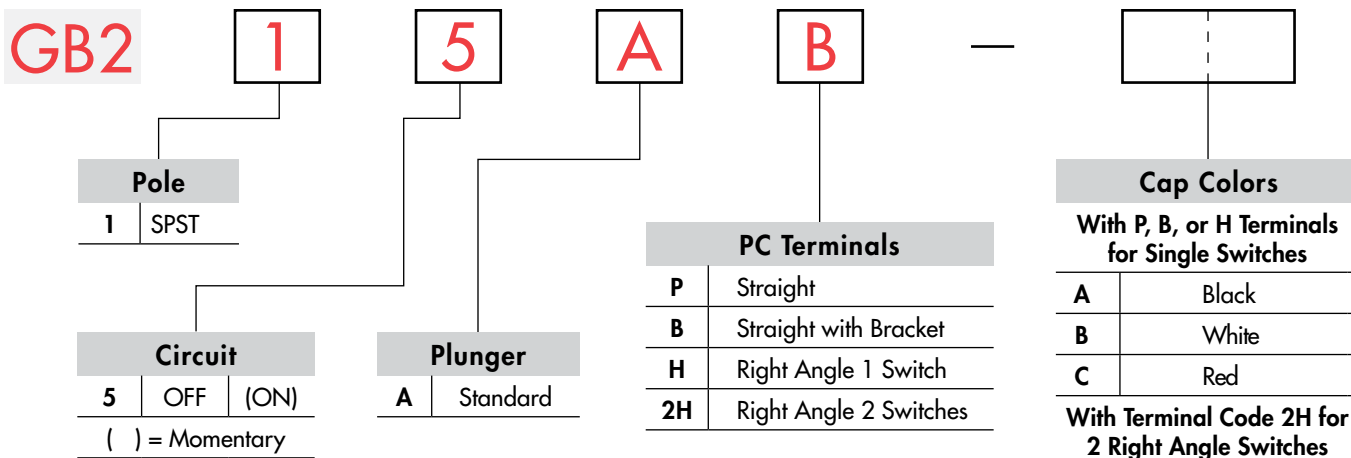 GB2 1 5 A B —
Pole
1 SPST
Circuit
5 OFF (ON)
( ) = Momentary
Plunger
A Standard
PC Terminals
P Straight
B Straight with Bracket
H Right Angle 1 Switch
2H Right Angle 2 Switches
Cap Colors
With P, B, or H Terminals
for Single Switches
A Black
B White
C Red
With Terminal Code 2H for
2 Right Angle Switches